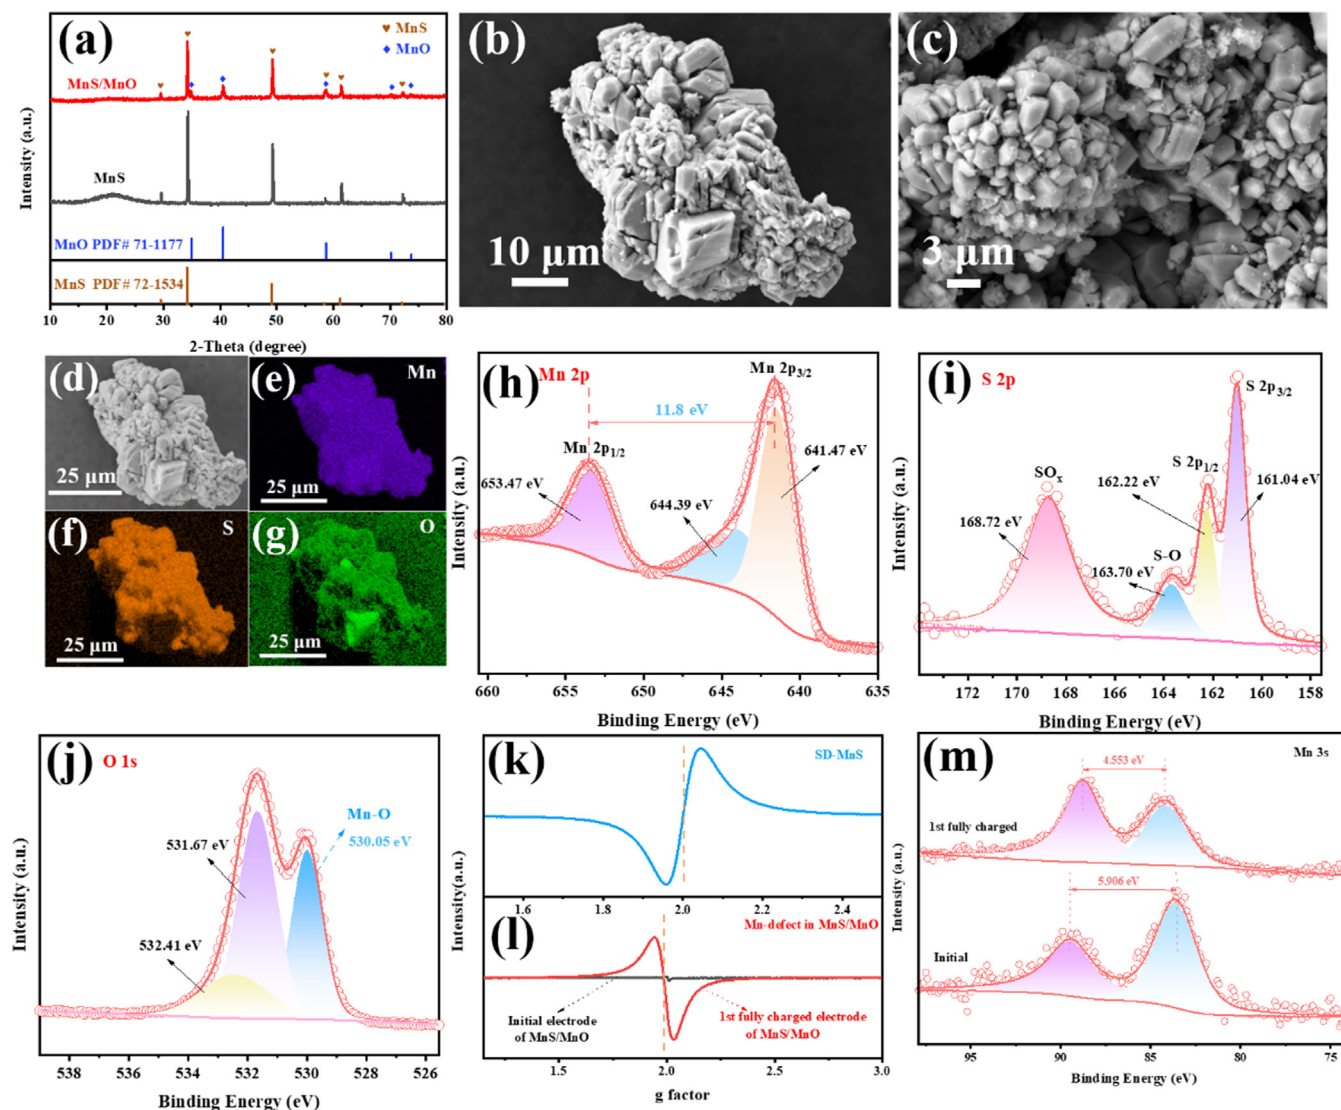 (a)
♥ MnS
♦ MnO
MnS/MnO
MnS
MnO PDF# 71-1177
MnS PDF# 72-1534
Intensity (a.u.)
10 20 30 40 50 60 70 80
2-Theta (degree)
(b)
10 μm
(c)
3 μm
(d)
25 μm
(e)
Mn
25 μm
(f)
S
25 μm
(g)
O
25 μm
(h)
Mn 2p
Mn 2p3/2
11.8 eV
Mn 2p1/2
653.47 eV
644.39 eV
641.47 eV
Intensity (a.u.)
660 655 650 645 640 635
Binding Energy (eV)
(i)
S 2p
S 2p3/2
S 2p1/2
SOx
162.22 eV
161.04 eV
168.72 eV
S-O
163.70 eV
Intensity (a.u.)
172 170 168 166 164 162 160 158
Binding Energy (eV)
(j)
O 1s
Mn-O
530.05 eV
531.67 eV
532.41 eV
Intensity (a.u.)
538 536 534 532 530 528 526
Binding Energy (eV)
(k)
SD-MnS
1.6 1.8 2.0 2.2 2.4
Intensity(a.u.)
(l)
Mn-defect in MnS/MnO
Initial electrode
of MnS/MnO
1st fully charged electrode
of MnS/MnO
1.5 2.0 2.5 3.0
g factor
(m)
Mn 3s
4.553 eV
1st fully charged
5.906 eV
Initial
Intensity (a.u.)
95 90 85 80 75
Binding Energy (eV)